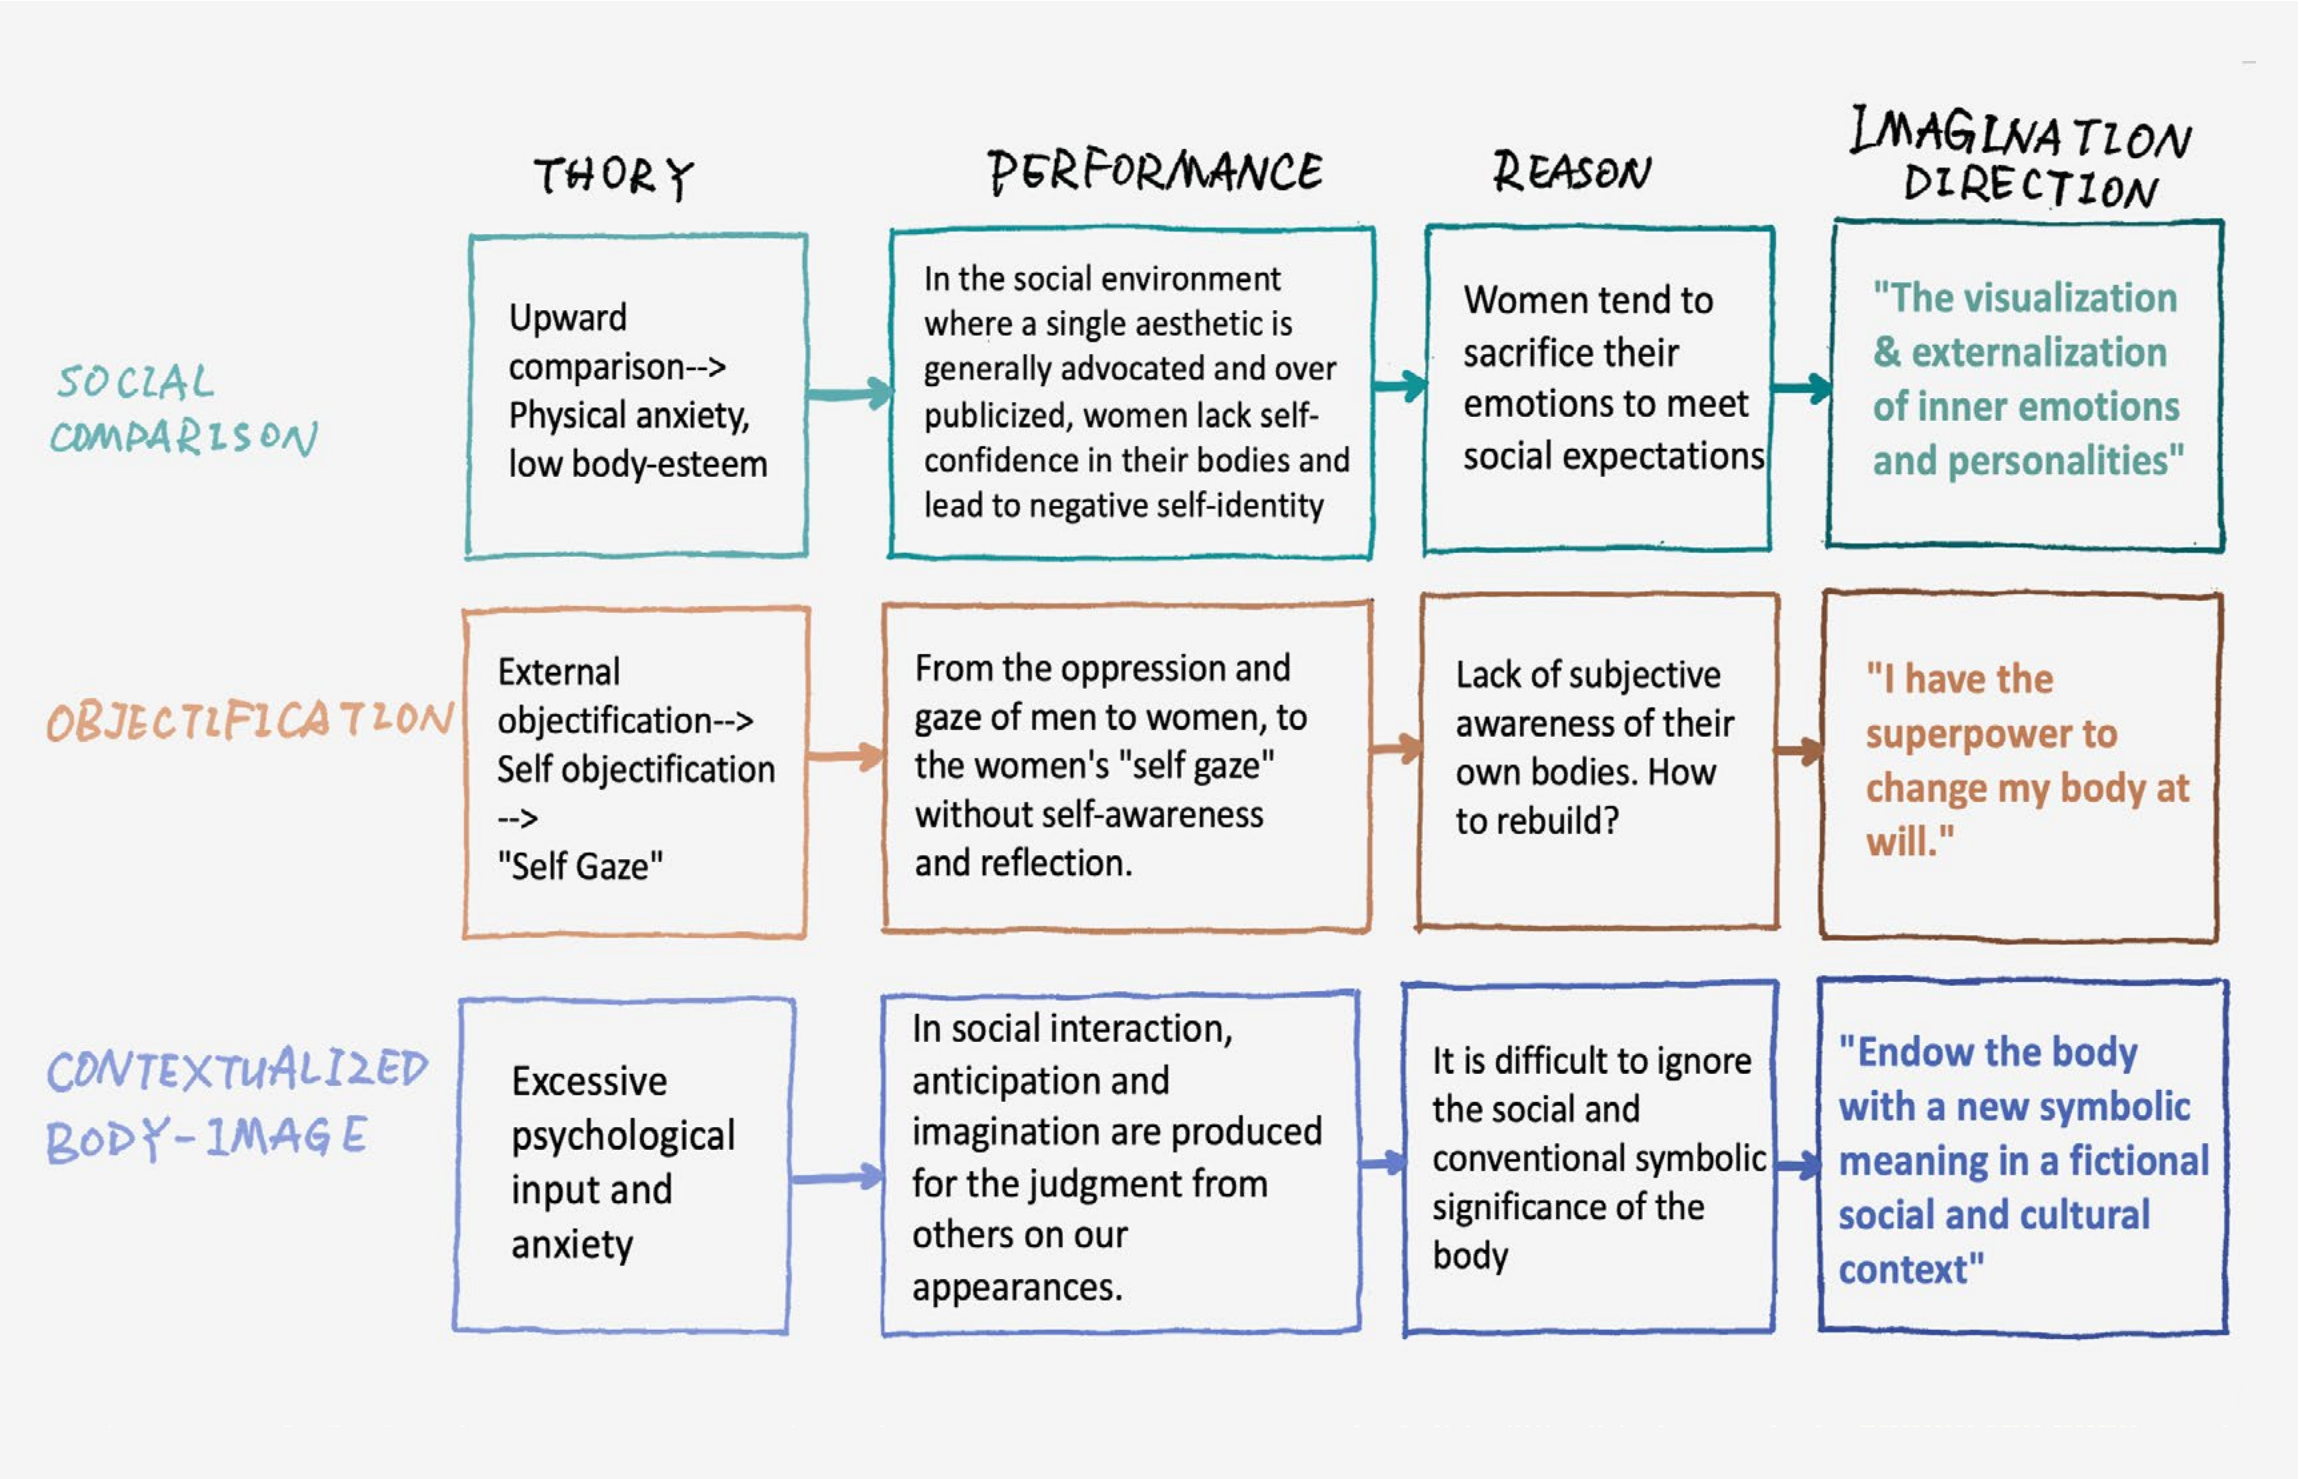 THORY
PERFORMANCE
REASON
IMAGINATION
DIRECTION
SOCIAL
COMPARISON
Upward
comparison-->
Physical anxiety,
low body-esteem
In the social environment
where a single aesthetic is
generally advocated and over
publicized, women lack self-
confidence in their bodies and
lead to negative self-identity
Women tend to
sacrifice their
emotions to meet
social expectations
"The visualization
& externalization
of inner emotions
and personalities"
OBJECTIFICATION
External
objectification-->
Self objectification
-->
"Self Gaze"
From the oppression and
gaze of men to women, to
the women's "self gaze"
without self-awareness
and reflection.
Lack of subjective
awareness of their
own bodies. How
to rebuild?
"I have the
superpower to
change my body at
will."
CONTEXTUALIZED
BODY-IMAGE
Excessive
psychological
input and
anxiety
In social interaction,
anticipation and
imagination are produced
for the judgment from
others on our
appearances.
It is difficult to ignore
the social and
conventional symbolic
significance of the
body
"Endow the body
with a new symbolic
meaning in a fictional
social and cultural
context"